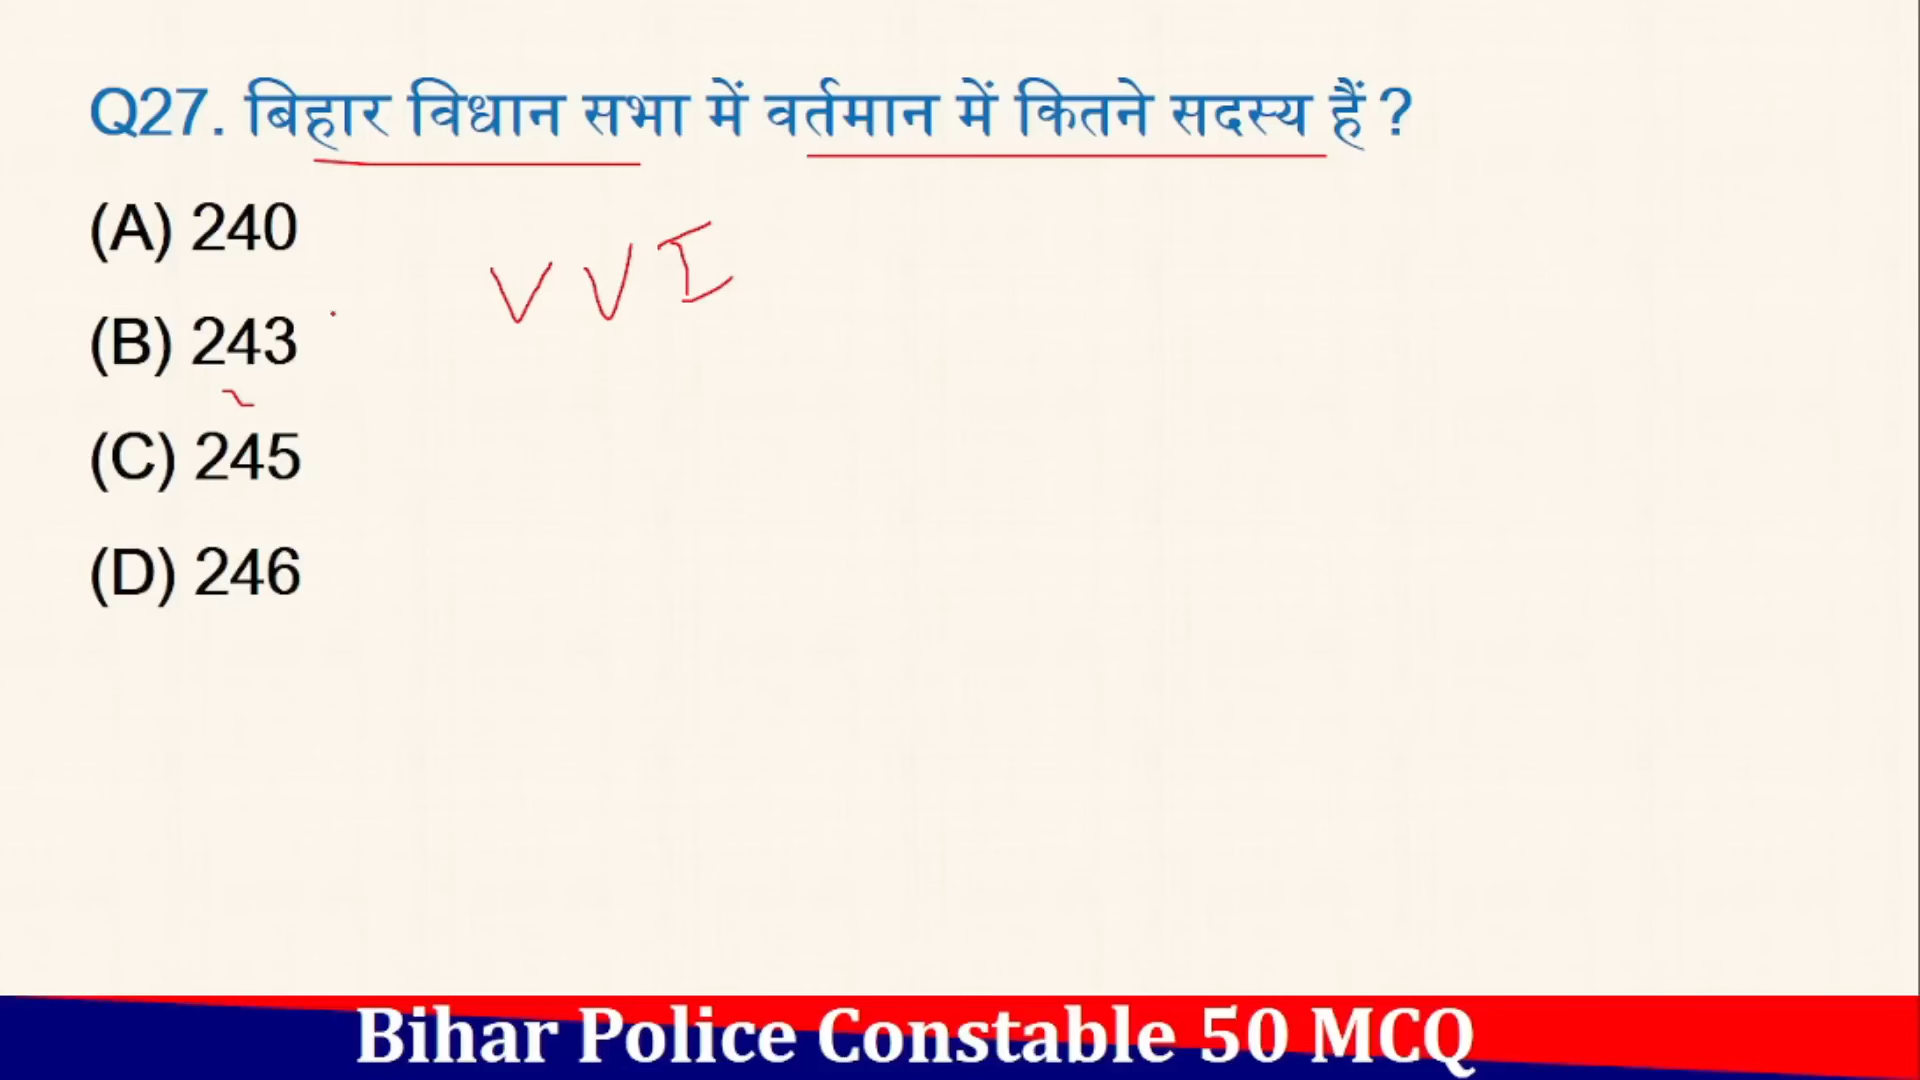 Q27. बिहार विधान सभा में वर्तमान में कितने सदस्य हैं ?
(A) 240
VVI
(B) 243
(C) 245
(D) 246
Bihar Police Constable 50 MCQ